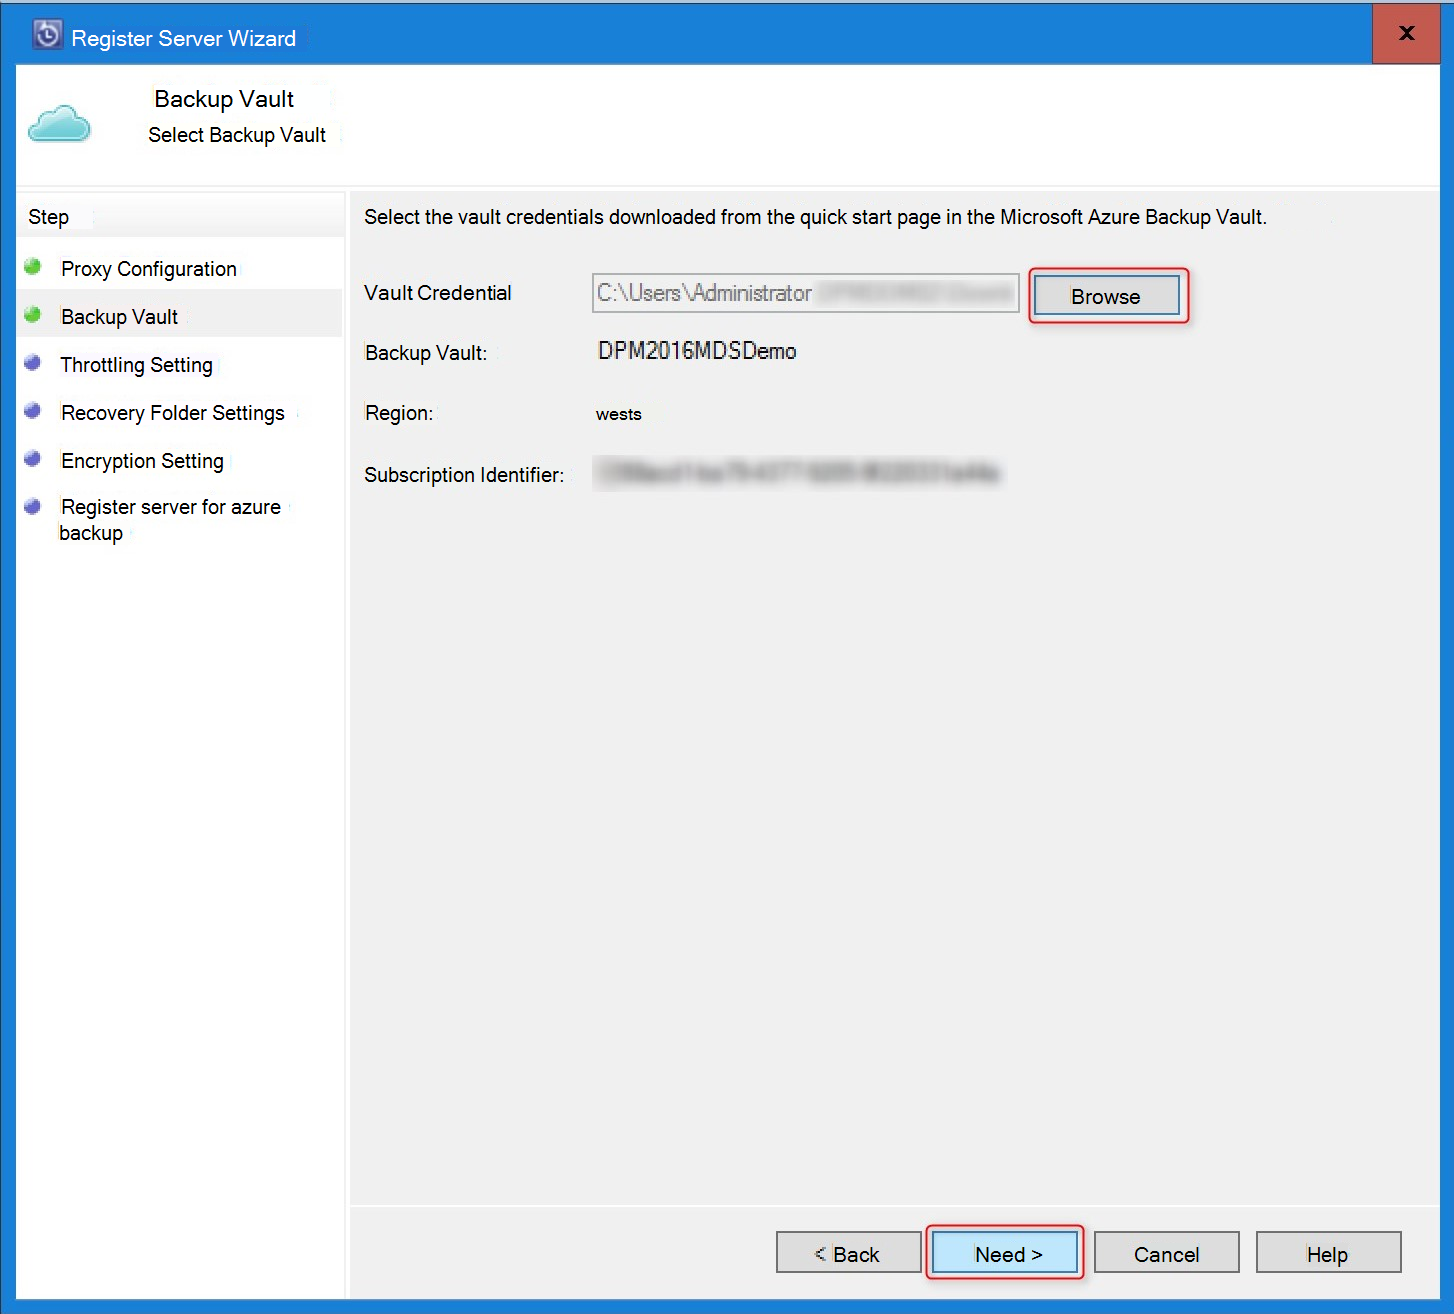 Register Server Wizard
x
Backup Vault
Select Backup Vault
Step
Proxy Configuration
Backup Vault
Throttling Setting
Recovery Folder Settings
Encryption Setting
Register server for azure
backup
Select the vault credentials downloaded from the quick start page in the Microsoft Azure Backup Vault.
Vault Credential
C:\Users\Administrator
Browse
Backup Vault:
DPM2016MDSDemo
Region:
wests
Subscription Identifier:
< Back
Need >
Cancel
Help